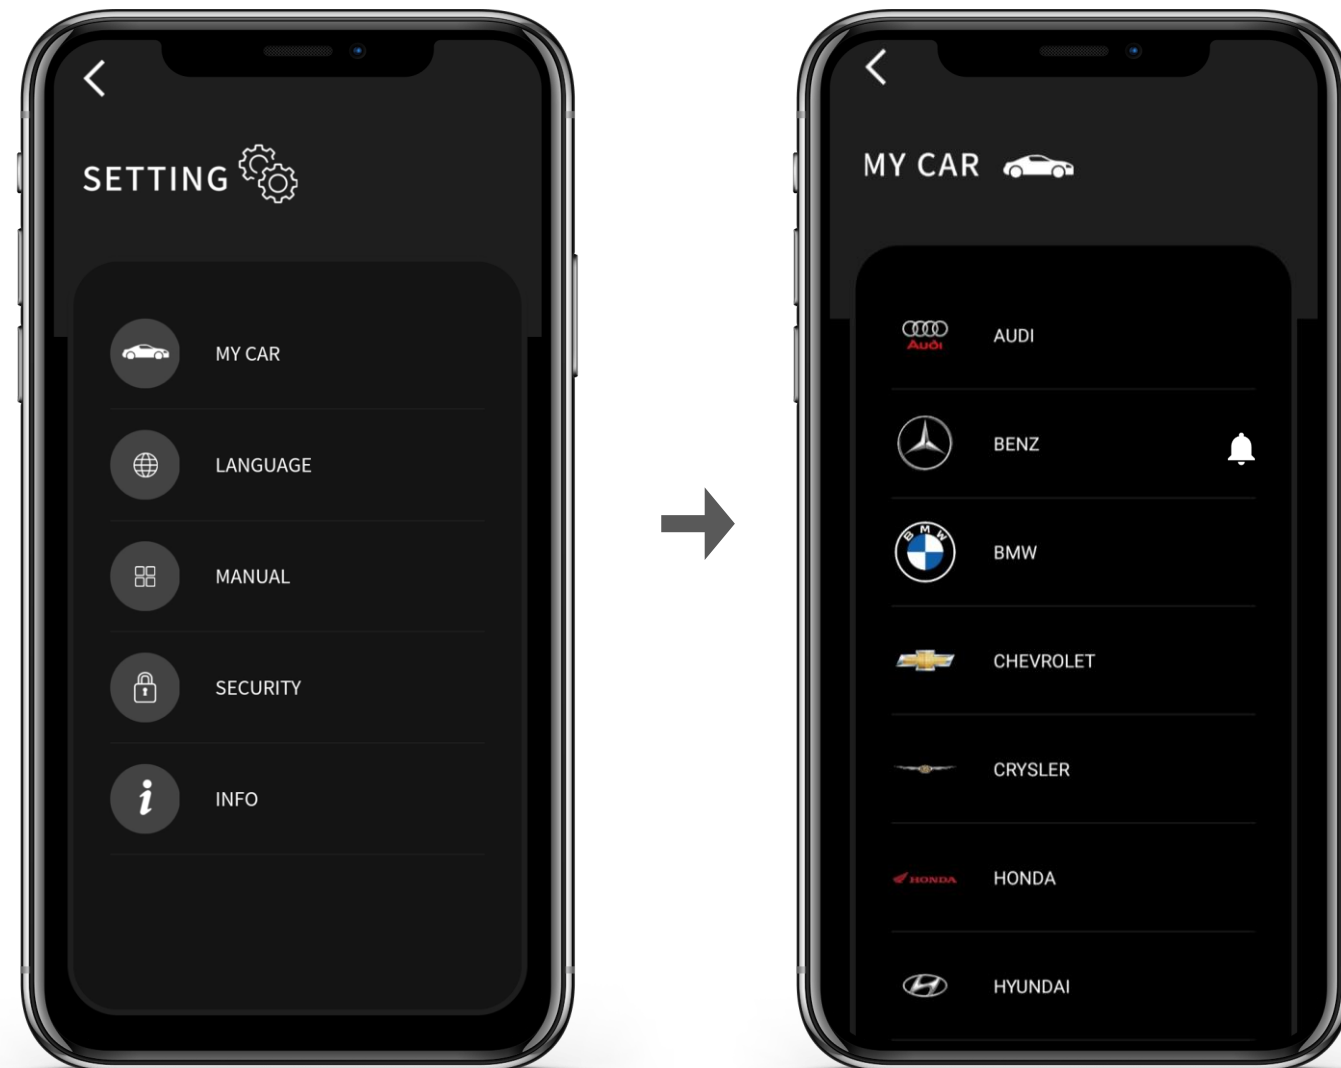 SETTING
MY CAR
LANGUAGE
MANUAL
SECURITY
INFO
MY CAR
Audi
AUDI
BENZ
BMW
BMW
CHEVROLET
CRYSLER
HONDA
HONDA
HYUNDAI